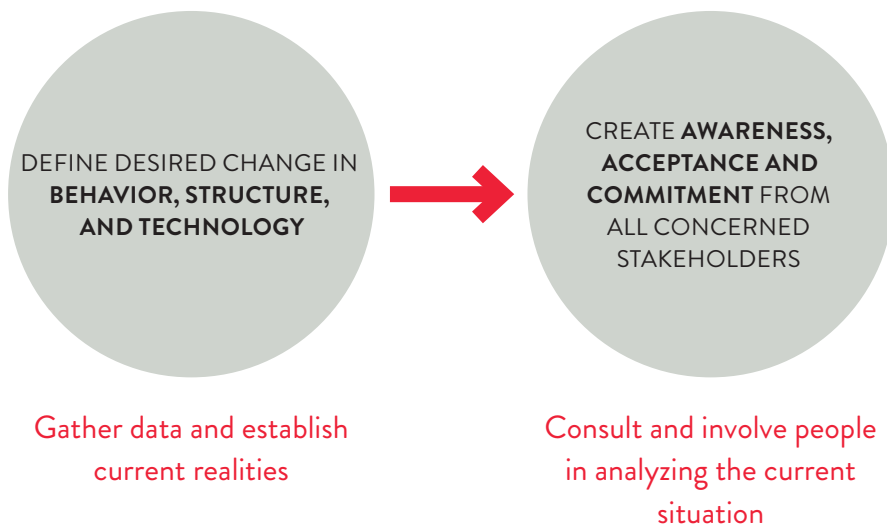 DEFINE DESIRED CHANGE IN
BEHAVIOR, STRUCTURE,
AND TECHNOLOGY
Gather data and establish
current realities
CREATE AWARENESS,
ACCEPTANCE AND
COMMITMENT FROM
ALL CONCERNED
STAKEHOLDERS
Consult and involve people
in analyzing the current
situation